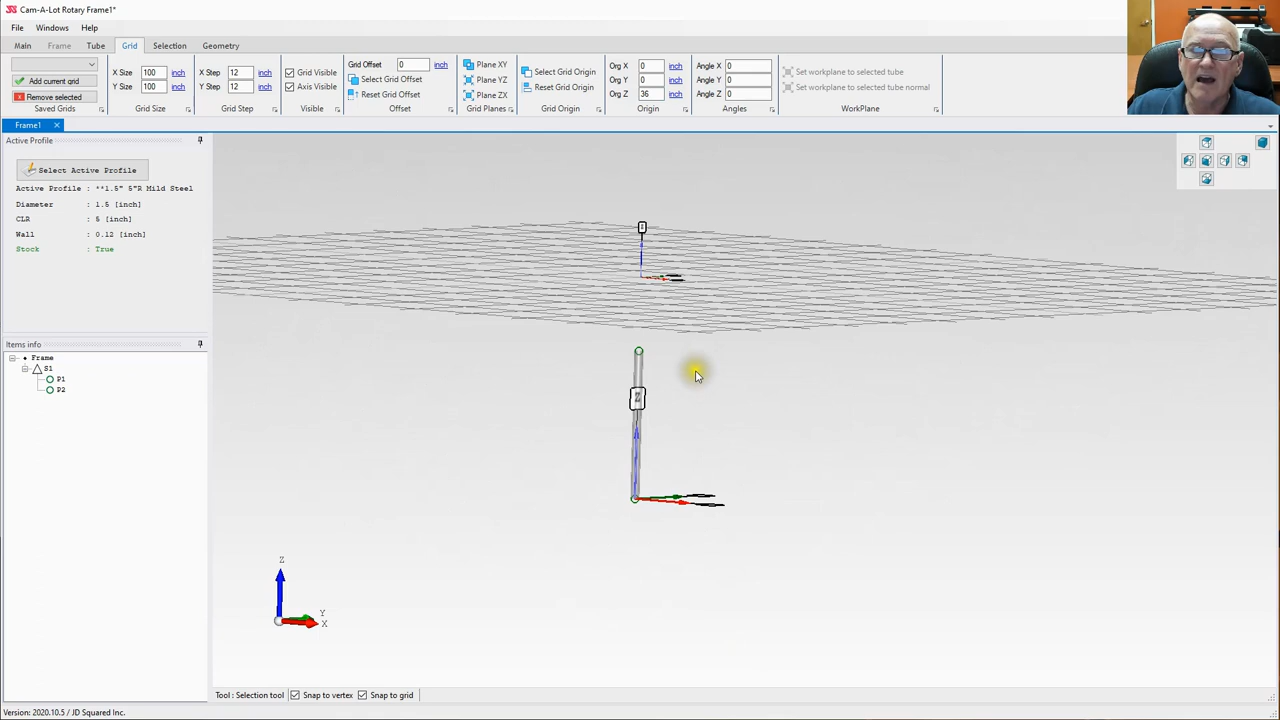 Cam-A-Lot Rotary Frame1*
File Windows Help
Main Frame Tube Grid Selection Geometry
Add current grid
Remove selected
Saved Grids
X Size 100 inch
Y Size 100 inch
Grid Size
X Step 12 inch
Y Step 12 inch
Grid Step
Grid Visible
Axis Visible
Visible
Grid Offset 0 inch
Select Grid Offset
Reset Grid Offset
Offset
Plane XY
Plane YZ
Plane ZX
Grid Planes
Select Grid Origin
Reset Grid Origin
Grid Origin
Org X 0 inch
Org Y 0 inch
Org Z 36 inch
Origin
Angle X 0
Angle Y 0
Angle Z 0
Angles
Set workplane to selected tube
Set workplane to selected tube normal
WorkPlane
Frame1
Active Profile
Select Active Profile
Active Profile : **1.5" 5"R Mild Steel
Diameter : 1.5 [inch]
CLR : 5 [inch]
Wall : 0.12 [inch]
Stock : True
Items info
Frame
S1
P1
P2
Z
Z
Y
X
Tool : Selection tool Snap to vertex Snap to grid
Version: 2020.10.5 / JD Squared Inc.